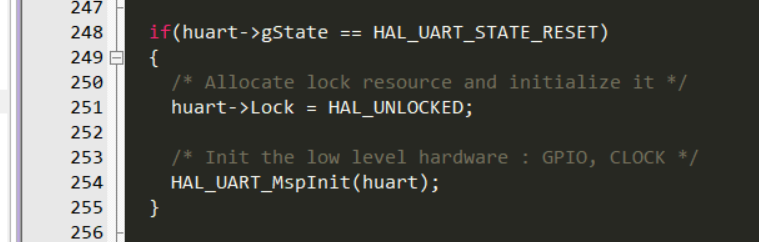 247
248 if(huart->gState == HAL_UART_STATE_RESET)
249 {
250 /* Allocate lock resource and initialize it */
251 huart->Lock = HAL_UNLOCKED;
252
253 /* Init the low level hardware : GPIO, CLOCK */
254 HAL_UART_MspInit(huart);
255 }
256